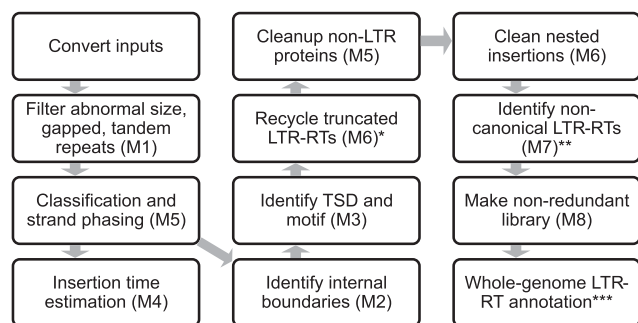 Convert inputs
Filter abnormal size,
gapped, tandem
repeats (M1)
Classification and
strand phasing (M5)
Insertion time
estimation (M4)
Cleanup non-LTR
proteins (M5)
Recycle truncated
LTR-RTs (M6)*
Identify TSD and
motif (M3)
Identify internal
boundaries (M2)
Clean nested
insertions (M6)
Identify non-
canonical LTR-RTs
(M7)**
Make non-redundant
library (M8)
Whole-genome LTR-
RT annotation***